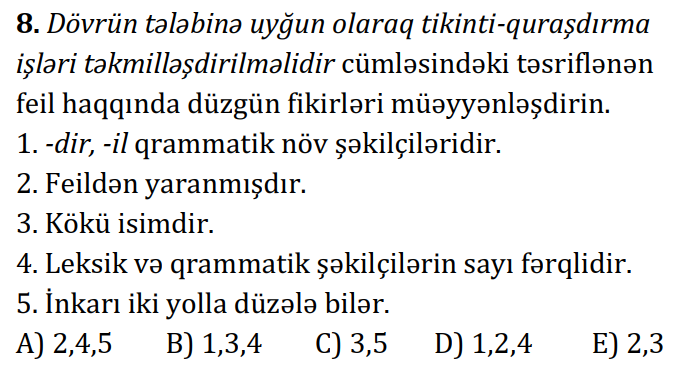 8. Dövrün tələbinə uyğun olaraq tikinti-quraşdırma
işləri təkmilləşdirilməlidir cümləsindəki təsriflənən
feil haqqında düzgün fikirləri müəyyənləşdirin.
1. -dir, -il qrammatik növ şəkilçiləridir.
2. Feildən yaranmışdır.
3. Kökü isimdir.
4. Leksik və qrammatik şəkilçilərin sayı fərqlidir.
5. İnkarı iki yolla düzələ bilər.
A) 2,4,5 B) 1,3,4 C) 3,5 D) 1,2,4 E) 2,3